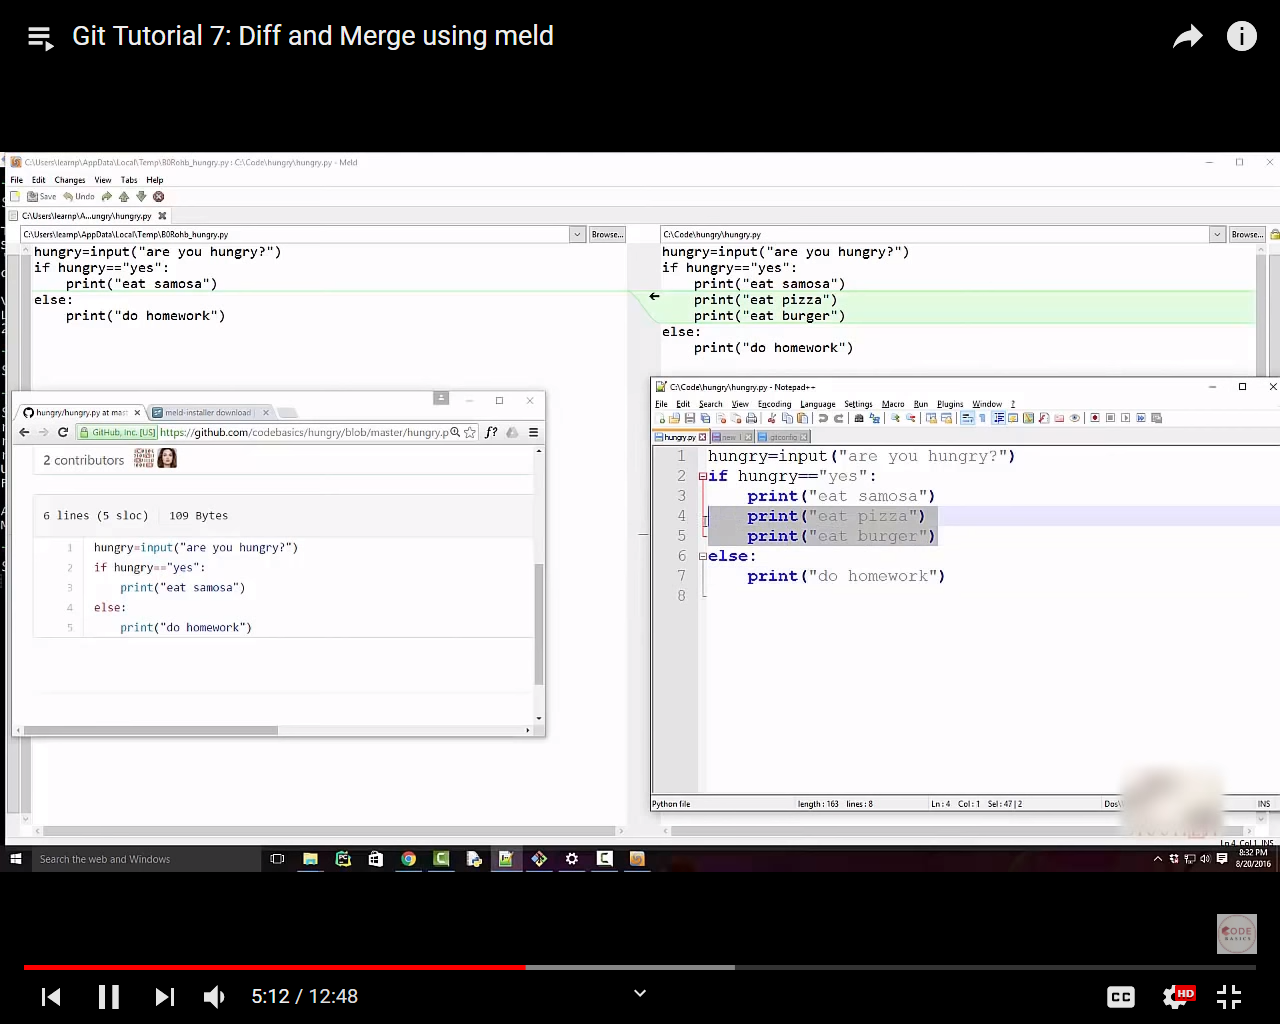 Git Tutorial 7: Diff and Merge using meld
C:\Users\learnp\AppData\Local\Temp\B0Rohb_hungry.py : C:\Code\hungry\hungry.py - Meld
File Edit Changes View Tabs Help
Save Undo
C:\Users\learnp\A...ungry\hungry.py
C:\Users\learnp\AppData\Local\Temp\B0Rohb_hungry.py Browse...
hungry=input("are you hungry?")
if hungry=="yes":
print("eat samosa")
else:
print("do homework")
C:\Code\hungry\hungry.py Browse...
hungry=input("are you hungry?")
if hungry=="yes":
print("eat samosa")
print("eat pizza")
print("eat burger")
else:
print("do homework")
hungry/hungry.py at mas meld-installer download
GitHub, Inc. [US] https://github.com/codebasics/hungry/blob/master/hungry.p f?
2 contributors
6 lines (5 sloc) 109 Bytes
1 hungry=input("are you hungry?")
2 if hungry=="yes":
3 print("eat samosa")
4 else:
5 print("do homework")
C:\Code\hungry\hungry.py - Notepad++
File Edit Search View Encoding Language Settings Macro Run Plugins Window ?
hungry.py new 1 gitconfig
1 hungry=input("are you hungry?")
2 if hungry=="yes":
3 print("eat samosa")
4 print("eat pizza")
5 print("eat burger")
6 else:
7 print("do homework")
8
Python file length : 163 lines : 8 Ln : 4 Col : 1 Sel : 47 | 2 Dos\ INS
Ln 4, Col 1 INS
Search the web and Windows
8:32 PM
8/20/2016
CODE
BASICS
5:12 / 12:48
CC
HD